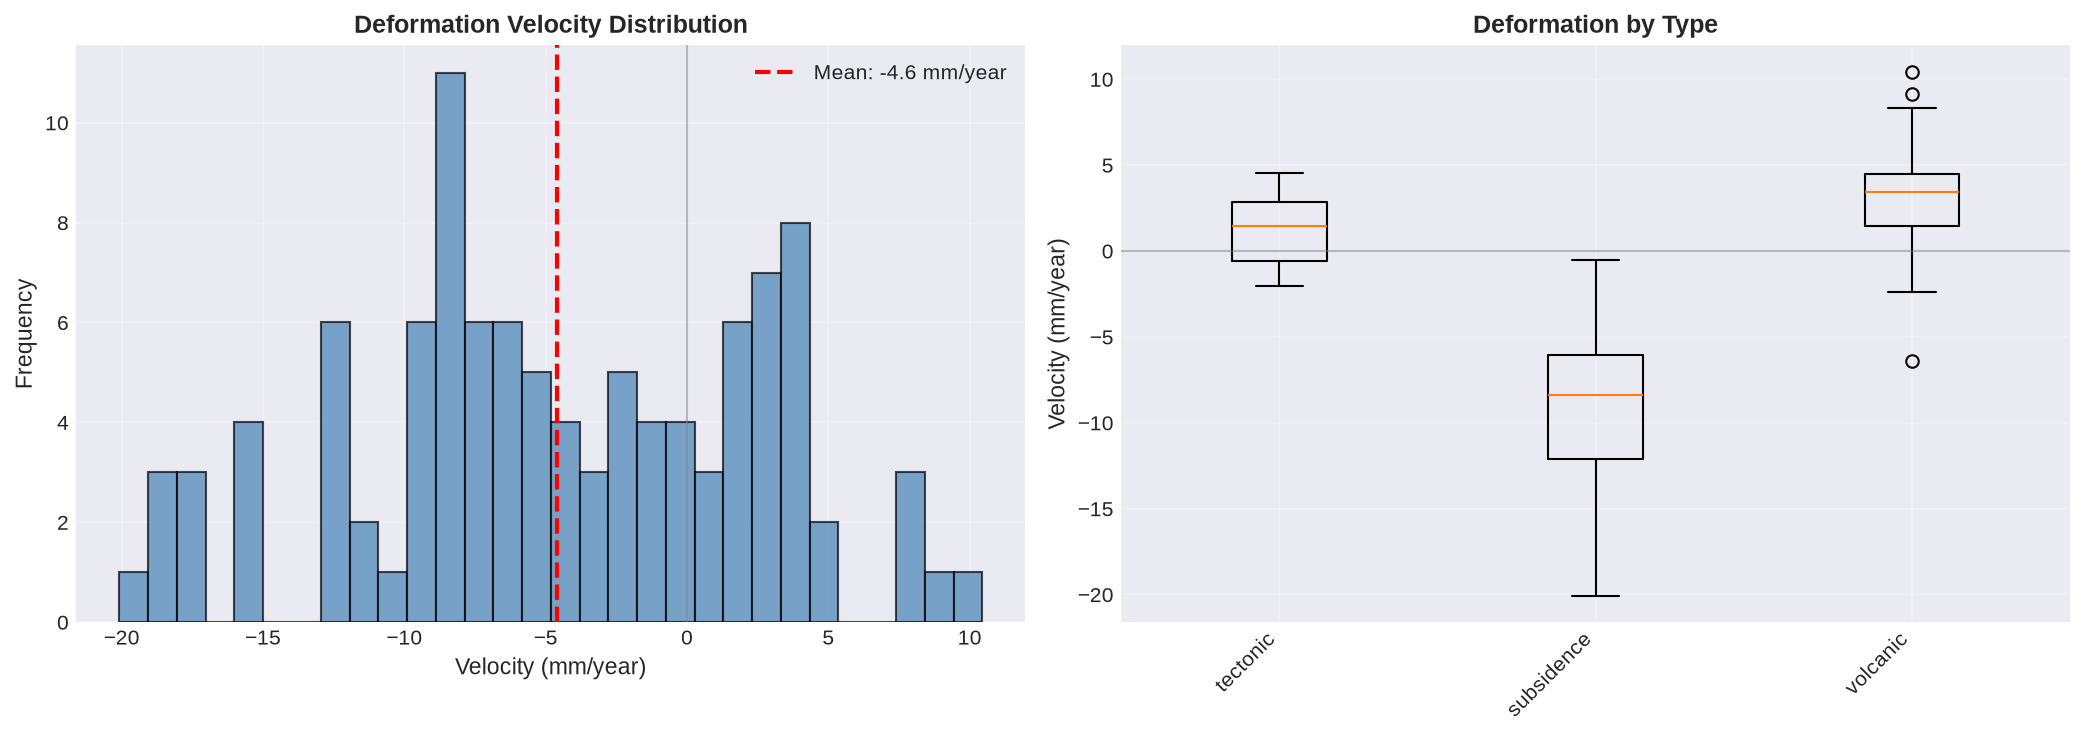 Deformation Velocity Distribution
Mean: -4.6 mm/year
Frequency
10
8
6
4
2
0
−20
−15
−10
−5
0
5
10
Velocity (mm/year)
Deformation by Type
Velocity (mm/year)
10
5
0
−5
−10
−15
−20
tectonic
subsidence
volcanic